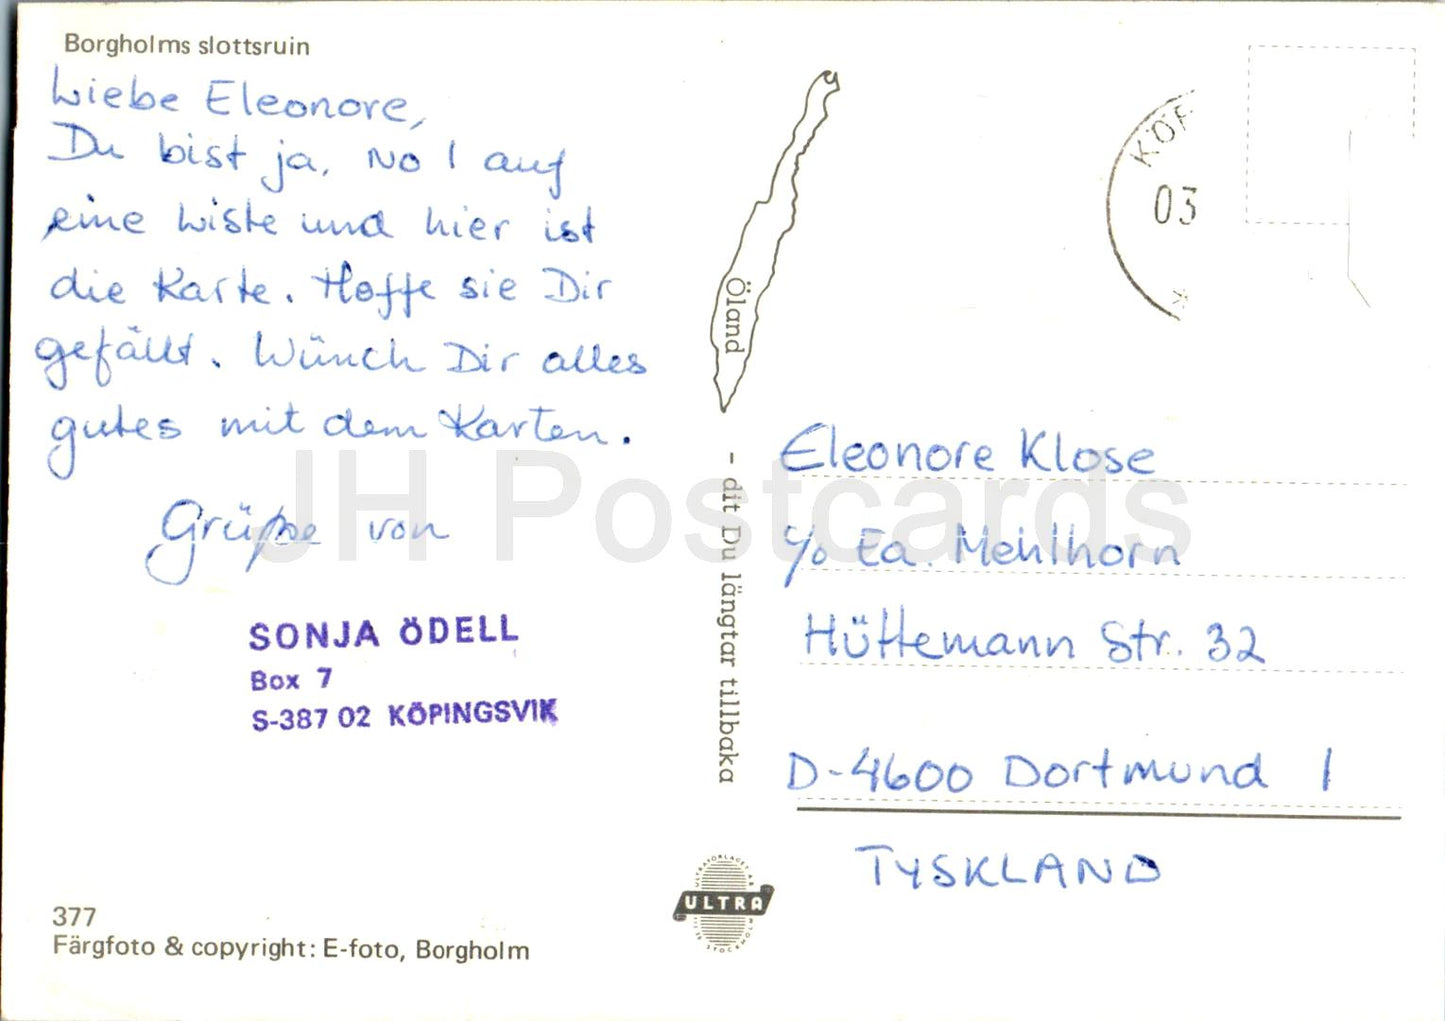 Borgholms slottsruin
Liebe Eleonore,
Du bist ja, No 1 auf
eine Liste und hier ist
die Karte. Hoffe sie Dir
gefällt. Wünch Dir alles
gutes mit dem Karten.
Grüße von
SONJA ÖDELL
Box 7
S-387 02 KÖPINGSVIK
377
Färgfoto & copyright: E-foto, Borgholm
Öland
- dit Du längtar tillbaka
ULTRA
KÖP
03
K
Eleonore Klose
c/o Fa. Mehlhorn
Hüttemann Str. 32
D-4600 Dortmund 1
TYSKLAND
JH Postcards